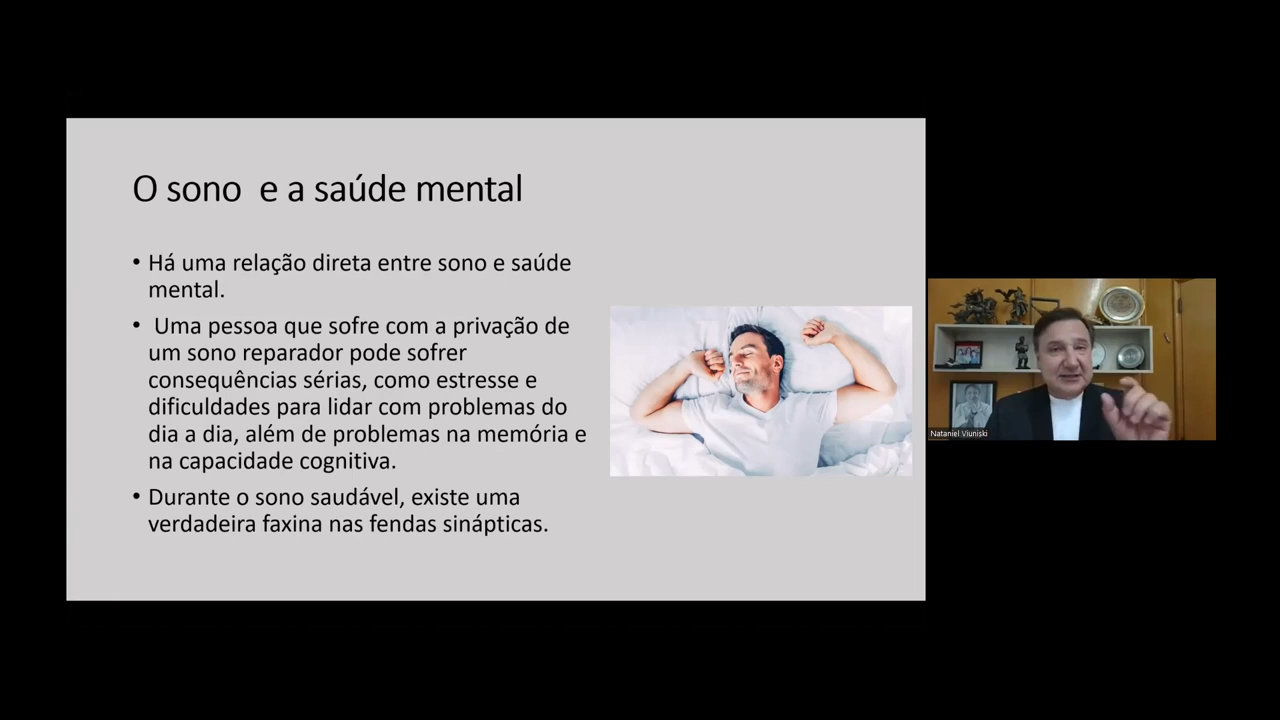 O sono  e a saúde mental
• Há uma relação direta entre sono e saúde
mental.
•  Uma pessoa que sofre com a privação de
um sono reparador pode sofrer
consequências sérias, como estresse e
dificuldades para lidar com problemas do
dia a dia, além de problemas na memória e
na capacidade cognitiva.
• Durante o sono saudável, existe uma
verdadeira faxina nas fendas sinápticas.
Nataniel Viuniski